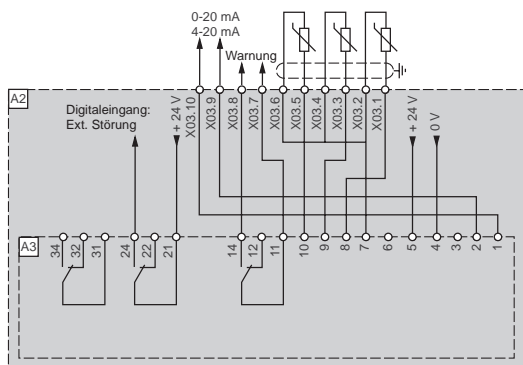 0-20 mA
4-20 mA
Warnung
A2
Digitaleingang:
Ext. Störung
+ 24 V
X03.10
X03.9
X03.8
X03.7
X03.6
X03.5
X03.4
X03.3
X03.2
X03.1
+ 24 V
0 V
A3
34
32
31
24
22
21
14
12
11
10
9
8
7
6
5
4
3
2
1